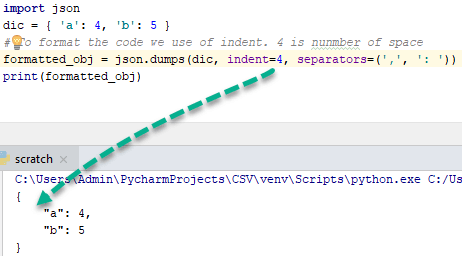 import json
dic = { 'a': 4, 'b': 5 }
# To format the code we use of indent. 4 is nunmber of space
formatted_obj = json.dumps(dic, indent=4, separators=(',', ': '))
print(formatted_obj)
scratch ×
C:\Users\Admin\PycharmProjects\CSV\venv\Scripts\python.exe C:/Us
{
    "a": 4,
    "b": 5
}